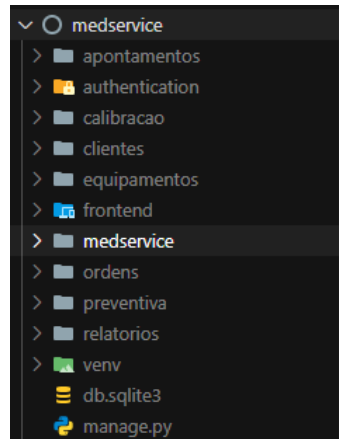 medservice
apontamentos
authentication
calibracao
clientes
equipamentos
frontend
medservice
ordens
preventiva
relatorios
venv
db.sqlite3
manage.py